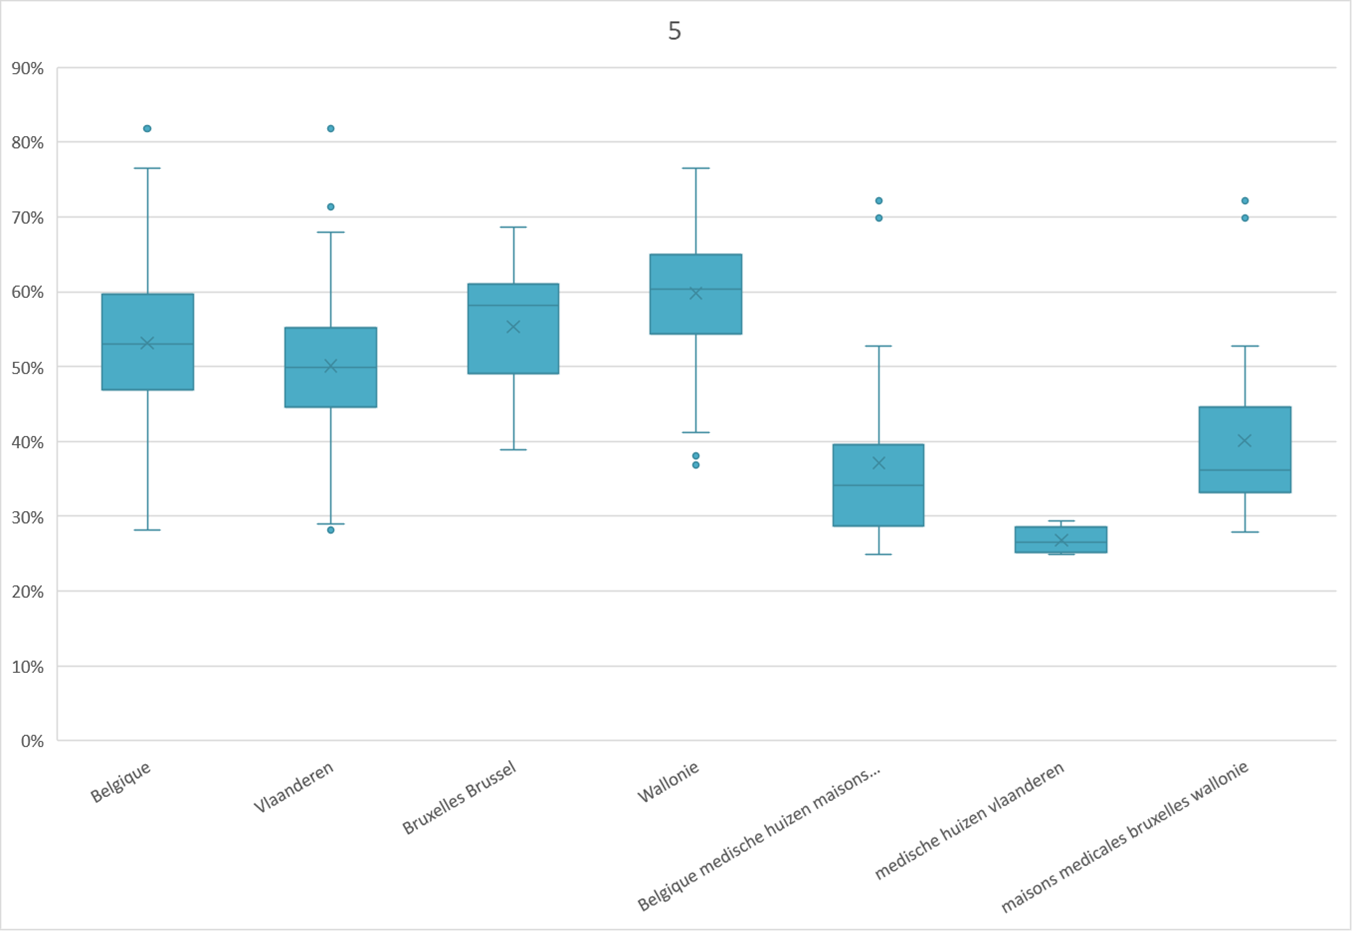 5
90%
80%
70%
60%
50%
40%
30%
20%
10%
0%
Belgique
Vlaanderen
Bruxelles Brussel
Wallonie
Belgique medische huizen maisons...
medische huizen vlaanderen
maisons medicales bruxelles wallonie